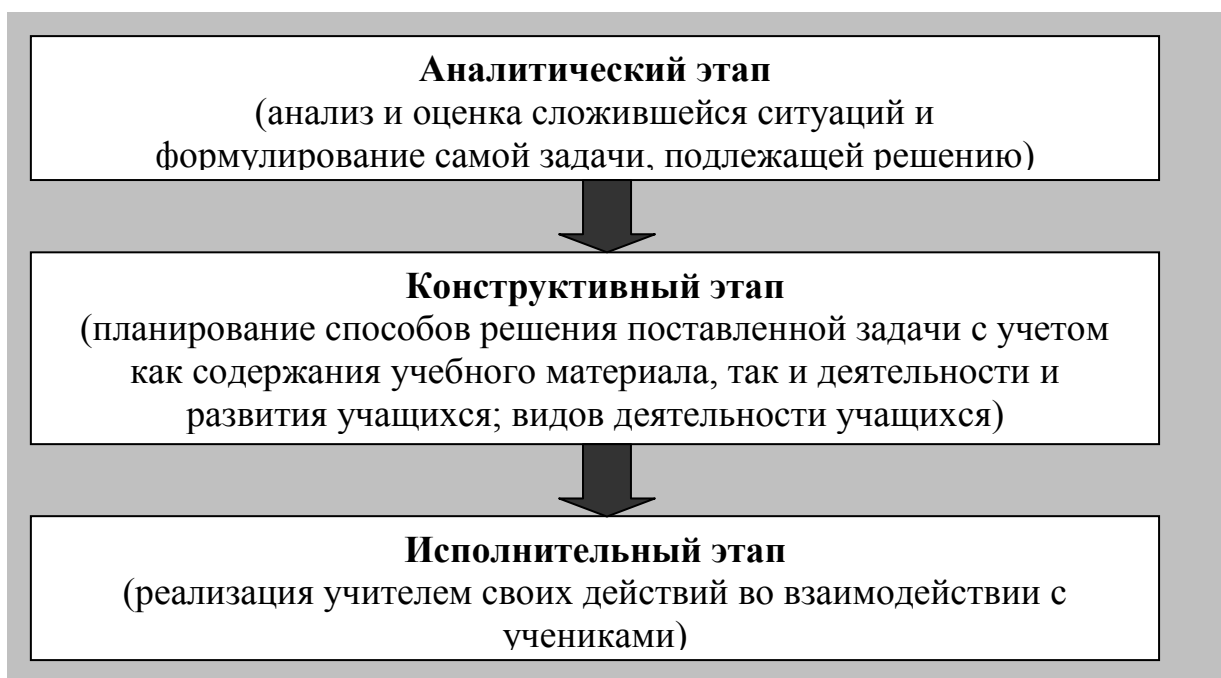 Аналитический этап
(анализ и оценка сложившейся ситуаций и
формулирование самой задачи, подлежащей решению)
Конструктивный этап
(планирование способов решения поставленной задачи с учетом
как содержания учебного материала, так и деятельности и
развития учащихся; видов деятельности учащихся)
Исполнительный этап
(реализация учителем своих действий во взаимодействии с
учениками)